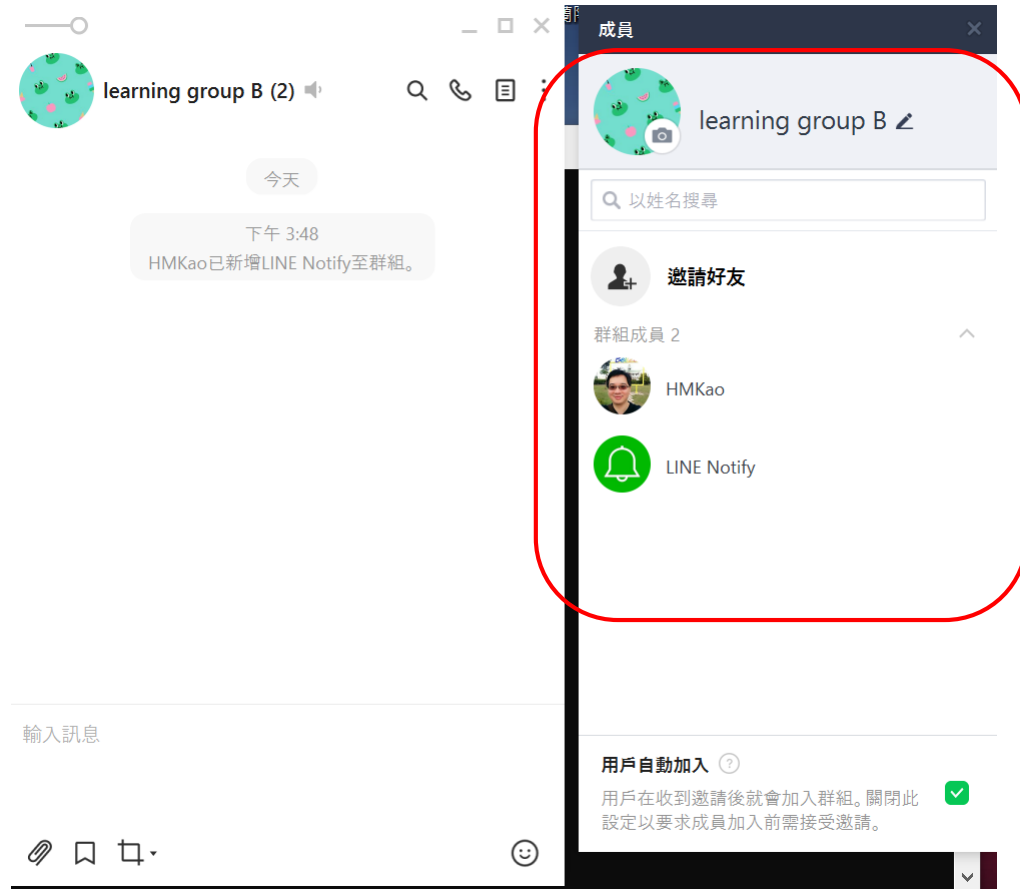 learning group B (2)
今天
下午 3:48
HMKao已新增LINE Notify至群組。
輸入訊息
成員
learning group B
以姓名搜尋
邀請好友
群組成員 2
HMKao
LINE Notify
用戶自動加入 ?
用戶在收到邀請後就會加入群組。關閉此
設定以要求成員加入前需接受邀請。